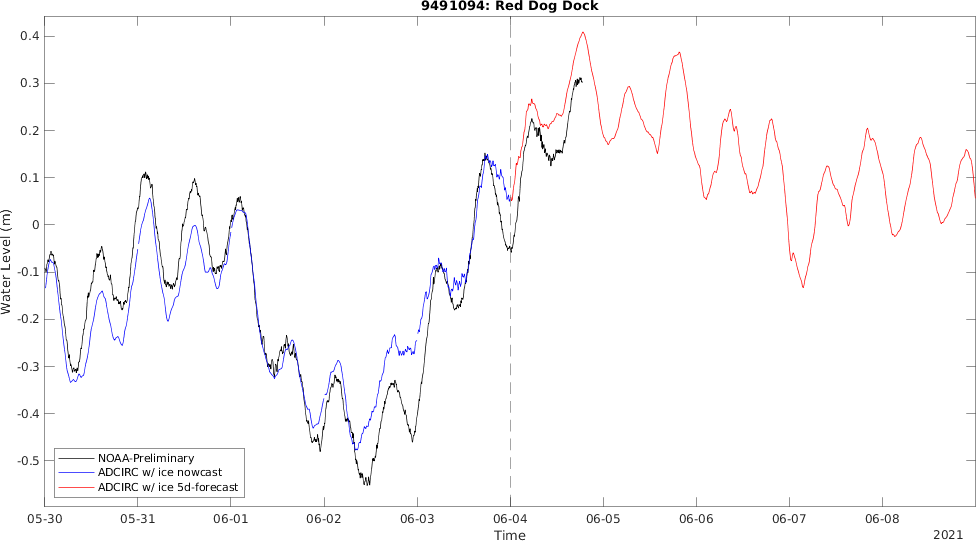 9491094: Red Dog Dock
0.4
0.3
0.2
0.1
0
-0.1
-0.2
-0.3
-0.4
-0.5
Water Level (m)
NOAA-Preliminary
ADCIRC w/ ice nowcast
ADCIRC w/ ice 5d-forecast
05-30 05-31 06-01 06-02 06-03 06-04 06-05 06-06 06-07 06-08
Time
2021